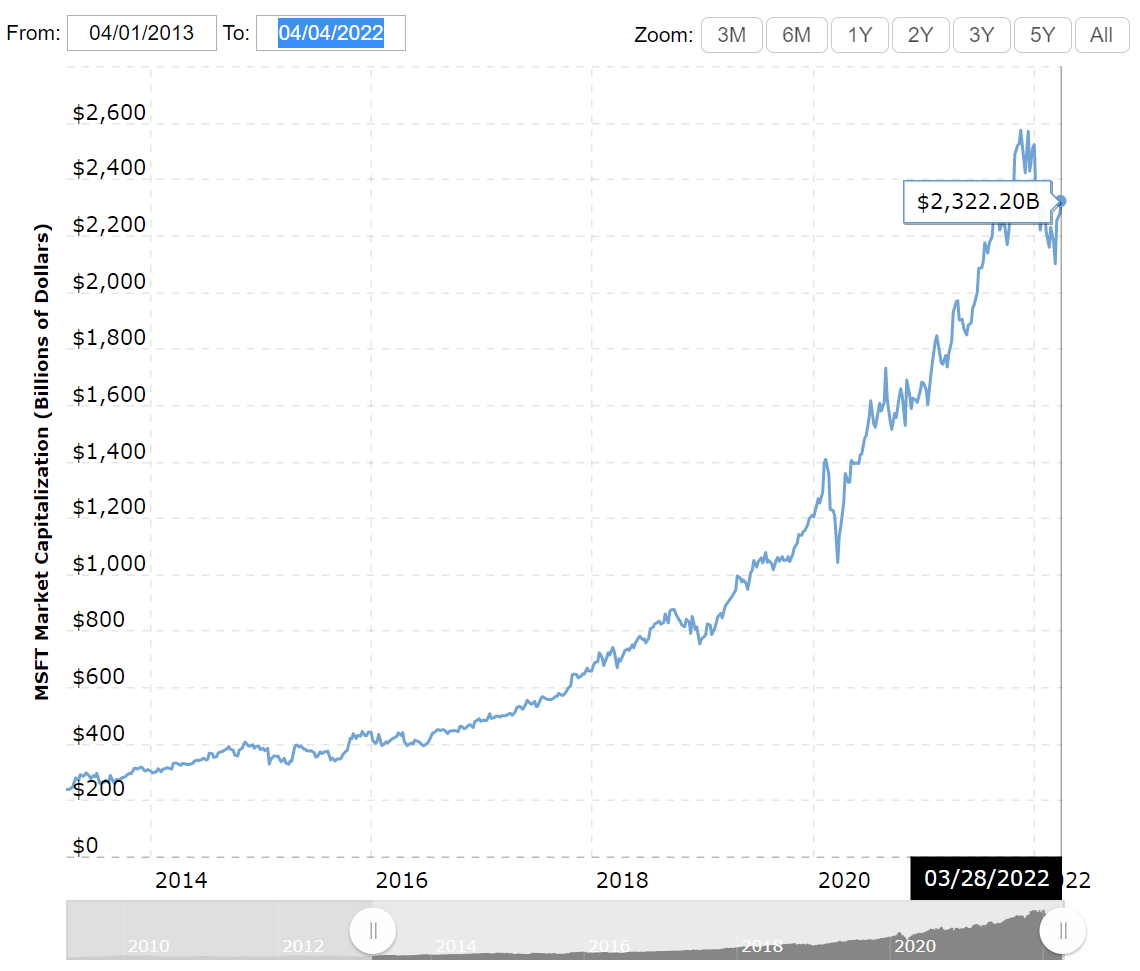 From: 04/01/2013 To: 04/04/2022 Zoom: 3M 6M 1Y 2Y 3Y 5Y All
MSFT Market Capitalization (Billions of Dollars)
$2,600
$2,400
$2,322.20B
$2,200
$2,000
$1,800
$1,600
$1,400
$1,200
$1,000
$800
$600
$400
$200
$0
2014 2016 2018 2020 03/28/2022 22
2010 2012 2014 2016 2018 2020